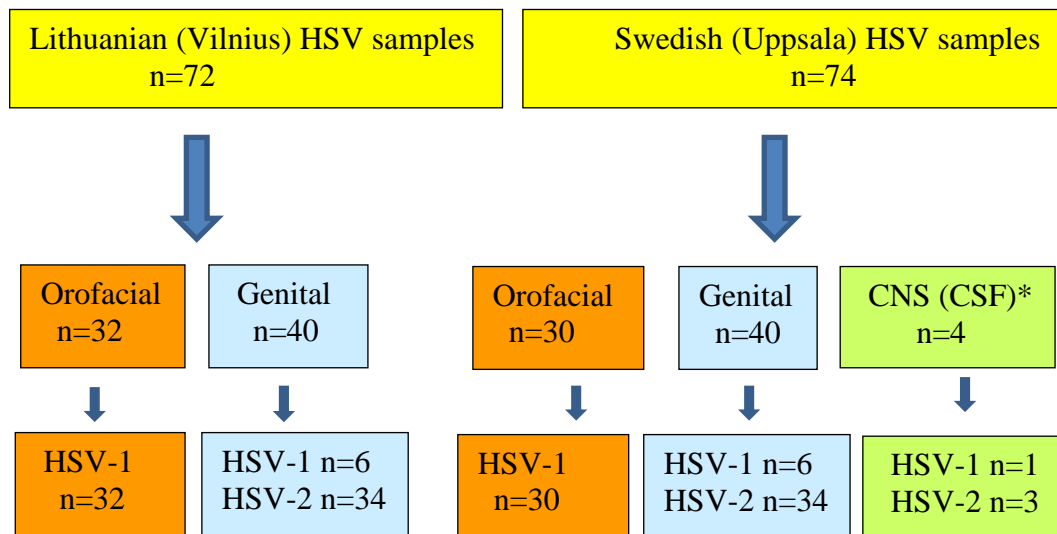 Lithuanian (Vilnius) HSV samples
n=72
Swedish (Uppsala) HSV samples
n=74
Orofacial
n=32
Genital
n=40
Orofacial
n=30
Genital
n=40
CNS (CSF)*
n=4
HSV-1
n=32
HSV-1 n=6
HSV-2 n=34
HSV-1
n=30
HSV-1 n=6
HSV-2 n=34
HSV-1 n=1
HSV-2 n=3